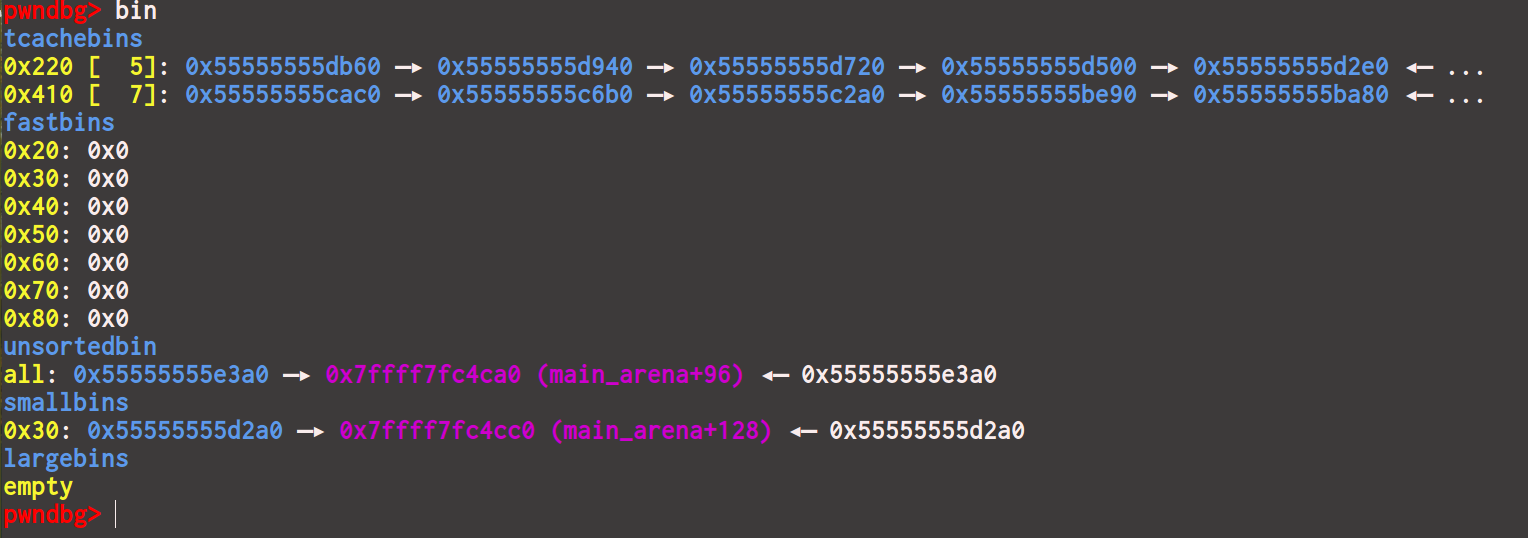 pwndbg> bin
tcachebins
0x220 [  5]: 0x55555555db60 —▸ 0x55555555d940 —▸ 0x55555555d720 —▸ 0x55555555d500 —▸ 0x55555555d2e0 ◂— ...
0x410 [  7]: 0x55555555cac0 —▸ 0x55555555c6b0 —▸ 0x55555555c2a0 —▸ 0x55555555be90 —▸ 0x55555555ba80 ◂— ...
fastbins
0x20: 0x0
0x30: 0x0
0x40: 0x0
0x50: 0x0
0x60: 0x0
0x70: 0x0
0x80: 0x0
unsortedbin
all: 0x55555555e3a0 —▸ 0x7ffff7fc4ca0 (main_arena+96) ◂— 0x55555555e3a0
smallbins
0x30: 0x55555555d2a0 —▸ 0x7ffff7fc4cc0 (main_arena+128) ◂— 0x55555555d2a0
largebins
empty
pwndbg>